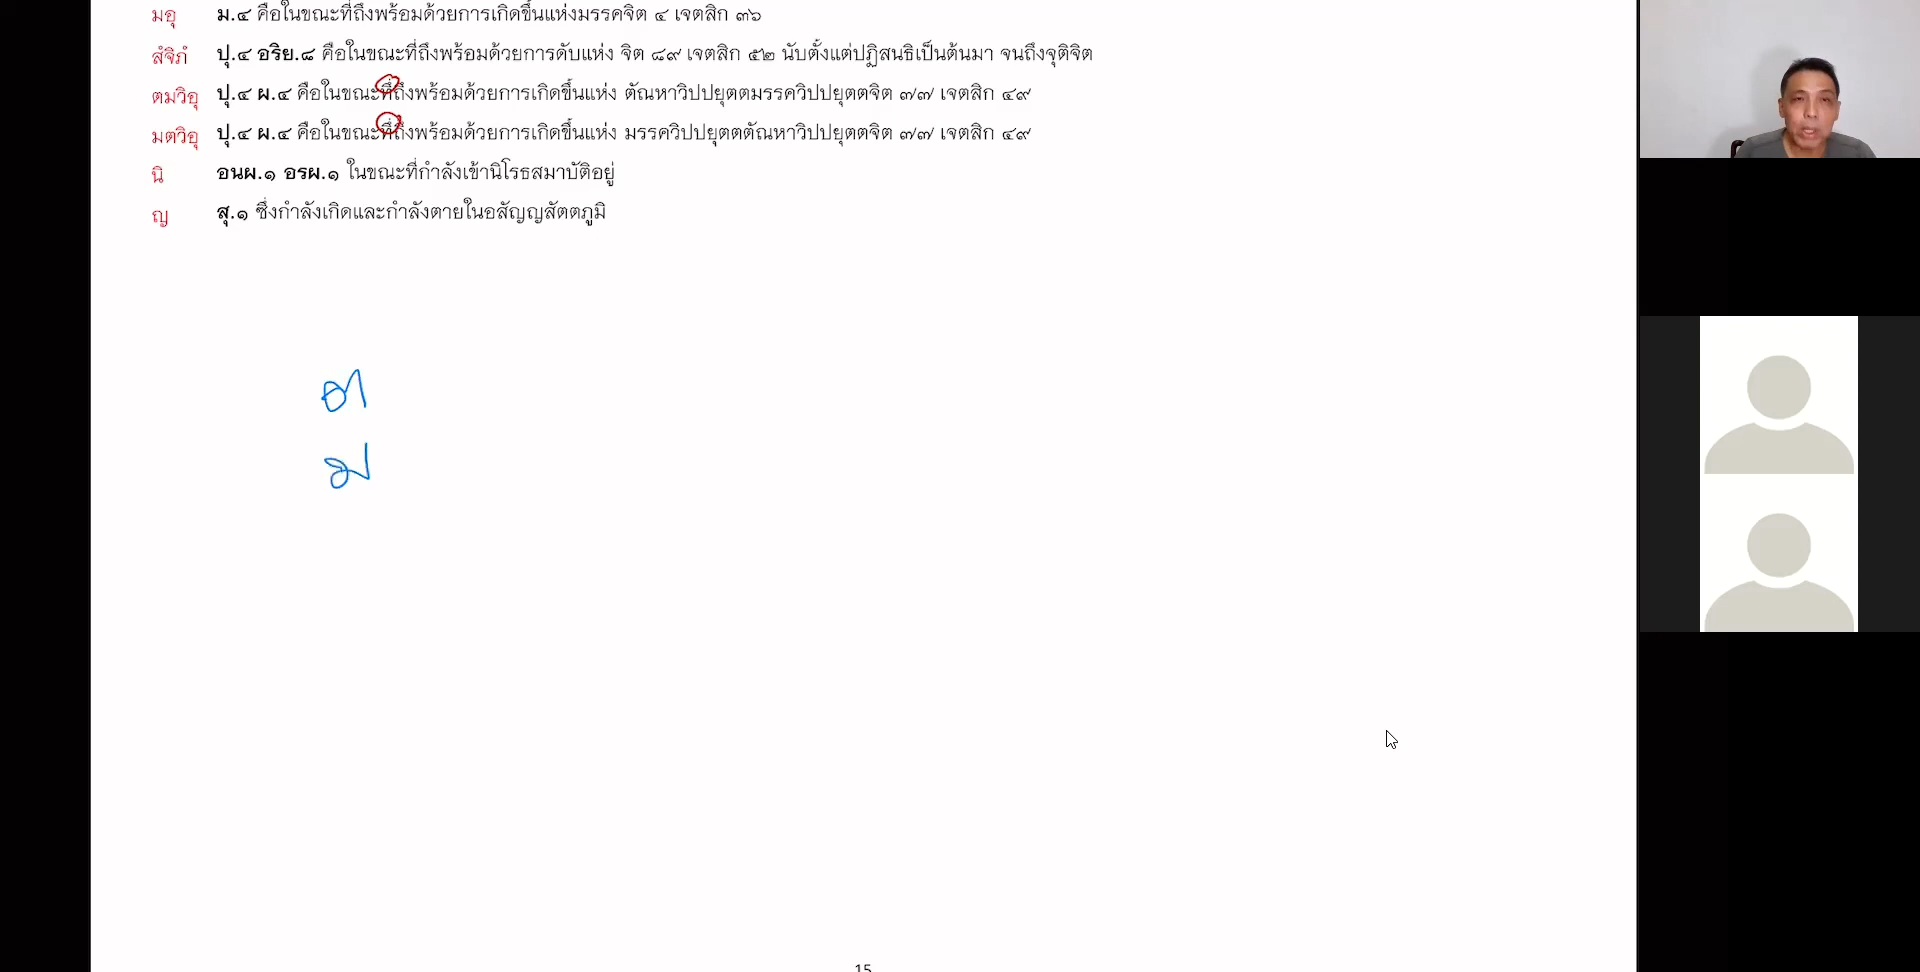 มอุ ม.๔ คือในขณะที่ถึงพร้อมด้วยการเกิดขึ้นแห่งมรรคจิต ๔ เจตสิก ๓๖
สํจิภํ ปุ.๔ อริย.๘ คือในขณะที่ถึงพร้อมด้วยการดับแห่ง จิต ๘๙ เจตสิก ๕๒ นับตั้งแต่ปฏิสนธิเป็นต้นมา จนถึงจุติจิต
ตมวิอุ ปุ.๔ ผ.๔ คือในขณะที่ถึงพร้อมด้วยการเกิดขึ้นแห่ง ตัณหาวิปปยุตตมรรควิปปยุตตจิต ๗๗ เจตสิก ๔๙
มตวิอุ ปุ.๔ ผ.๔ คือในขณะที่ถึงพร้อมด้วยการเกิดขึ้นแห่ง มรรควิปปยุตตตัณหาวิปปยุตตจิต ๗๗ เจตสิก ๔๙
นิ อนผ.๑ อรผ.๑ ในขณะที่กำลังเข้านิโรธสมาบัติอยู่
ญ สุ.๑ ซึ่งกำลังเกิดและกำลังตายในอสัญญสัตตภูมิ
ม
15